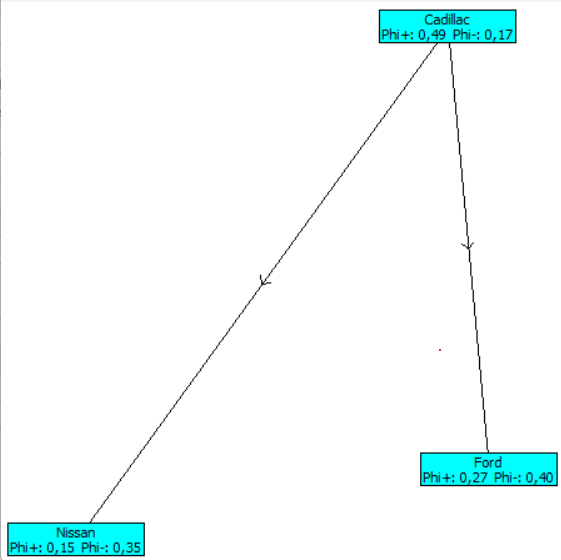 Cadillac
Phi+: 0,49 Phi-: 0,17
Ford
Phi+: 0,27 Phi-: 0,40
Nissan
Phi+: 0,15 Phi-: 0,35